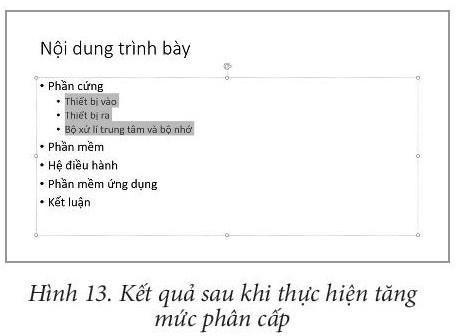 Nội dung trình bày
• Phần cứng
• Thiết bị vào
• Thiết bị ra
• Bộ xử lí trung tâm và bộ nhớ
• Phần mềm
• Hệ điều hành
• Phần mềm ứng dụng
• Kết luận
Hình 13. Kết quả sau khi thực hiện tăng
mức phân cấp